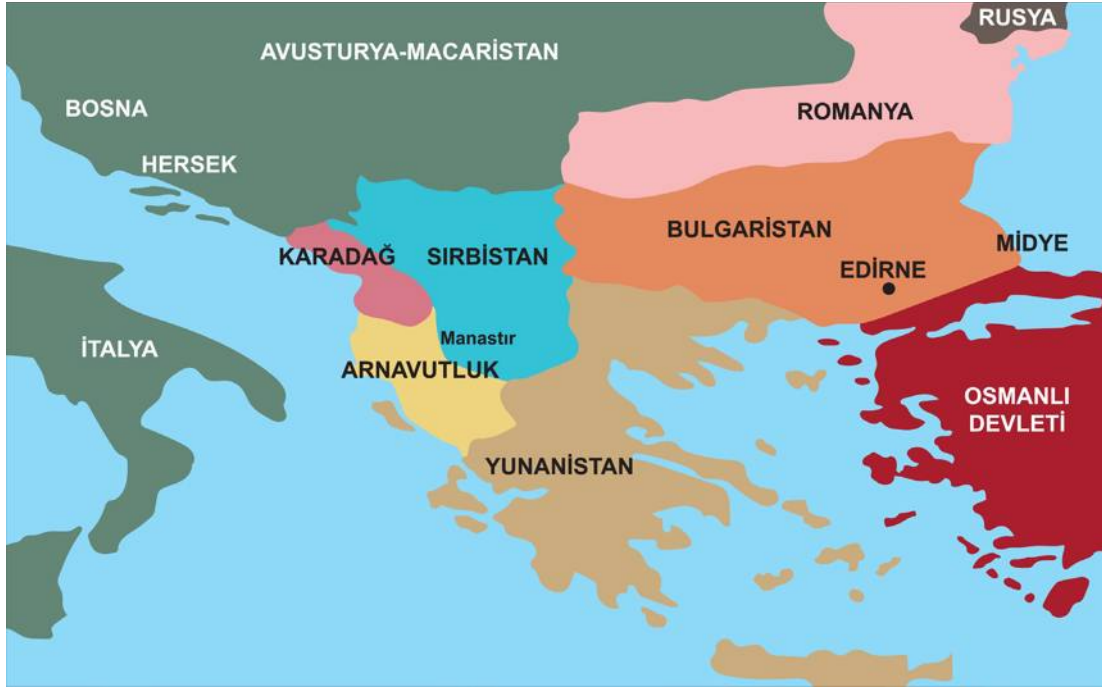 RUSYA
AVUSTURYA-MACARİSTAN
BOSNA
ROMANYA
HERSEK
BULGARİSTAN
MİDYE
KARADAĞ
SIRBİSTAN
EDİRNE
Manastır
İTALYA
ARNAVUTLUK
OSMANLI
DEVLETİ
YUNANİSTAN